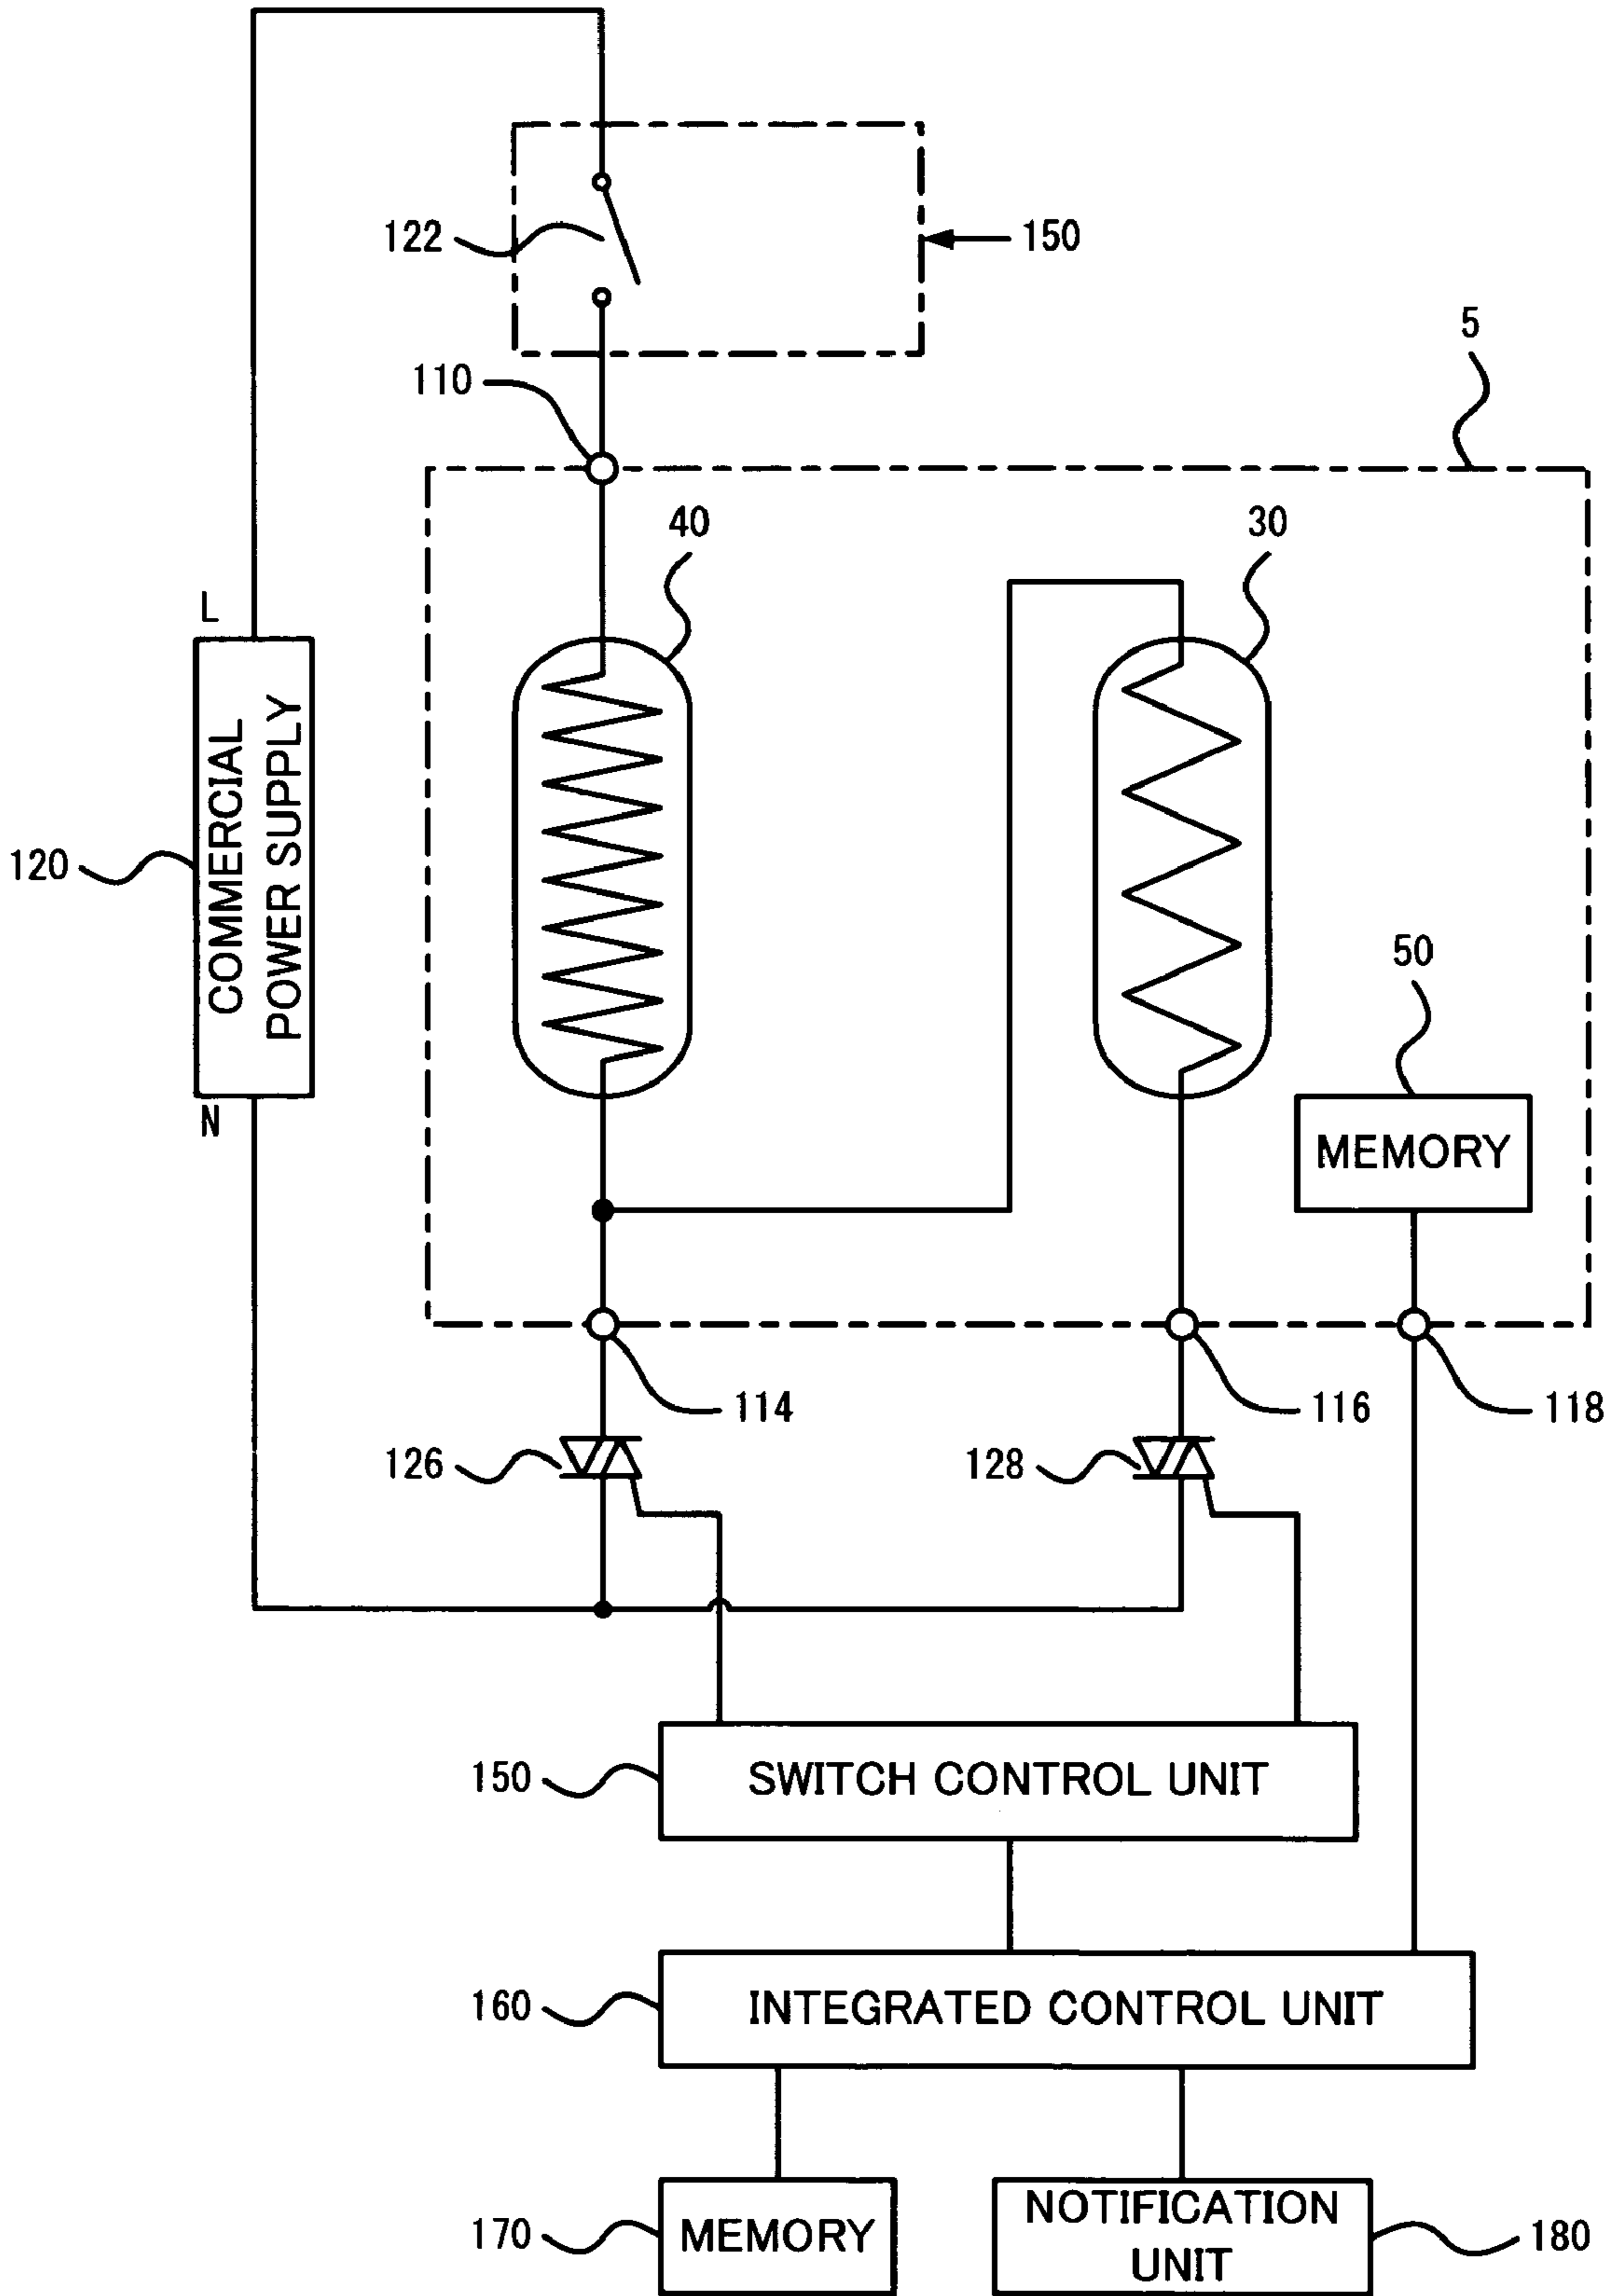 122
150
5
110
40
30
L
COMMERCIAL
POWER SUPPLY
120
50
N
MEMORY
114
116
118
126
128
150
SWITCH CONTROL UNIT
160
INTEGRATED CONTROL UNIT
170
MEMORY
NOTIFICATION
UNIT
180